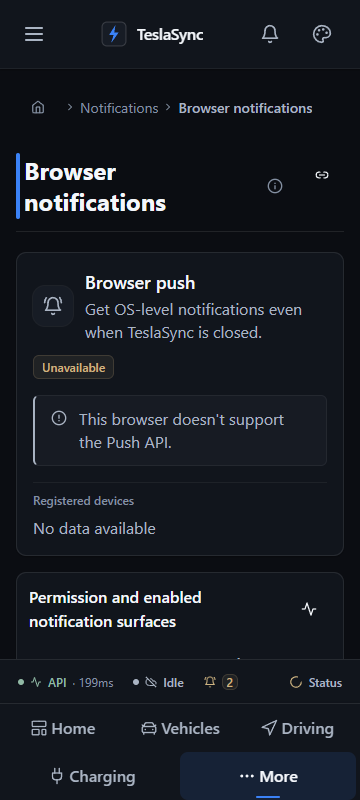 TeslaSync
Notifications
Browser notifications
Browser
notifications
Browser push
Get OS-level notifications even
when TeslaSync is closed.
Unavailable
This browser doesn't support
the Push API.
Registered devices
No data available
Permission and enabled
notification surfaces
API · 199ms
Idle
2
Status
Home
Vehicles
Driving
Charging
More